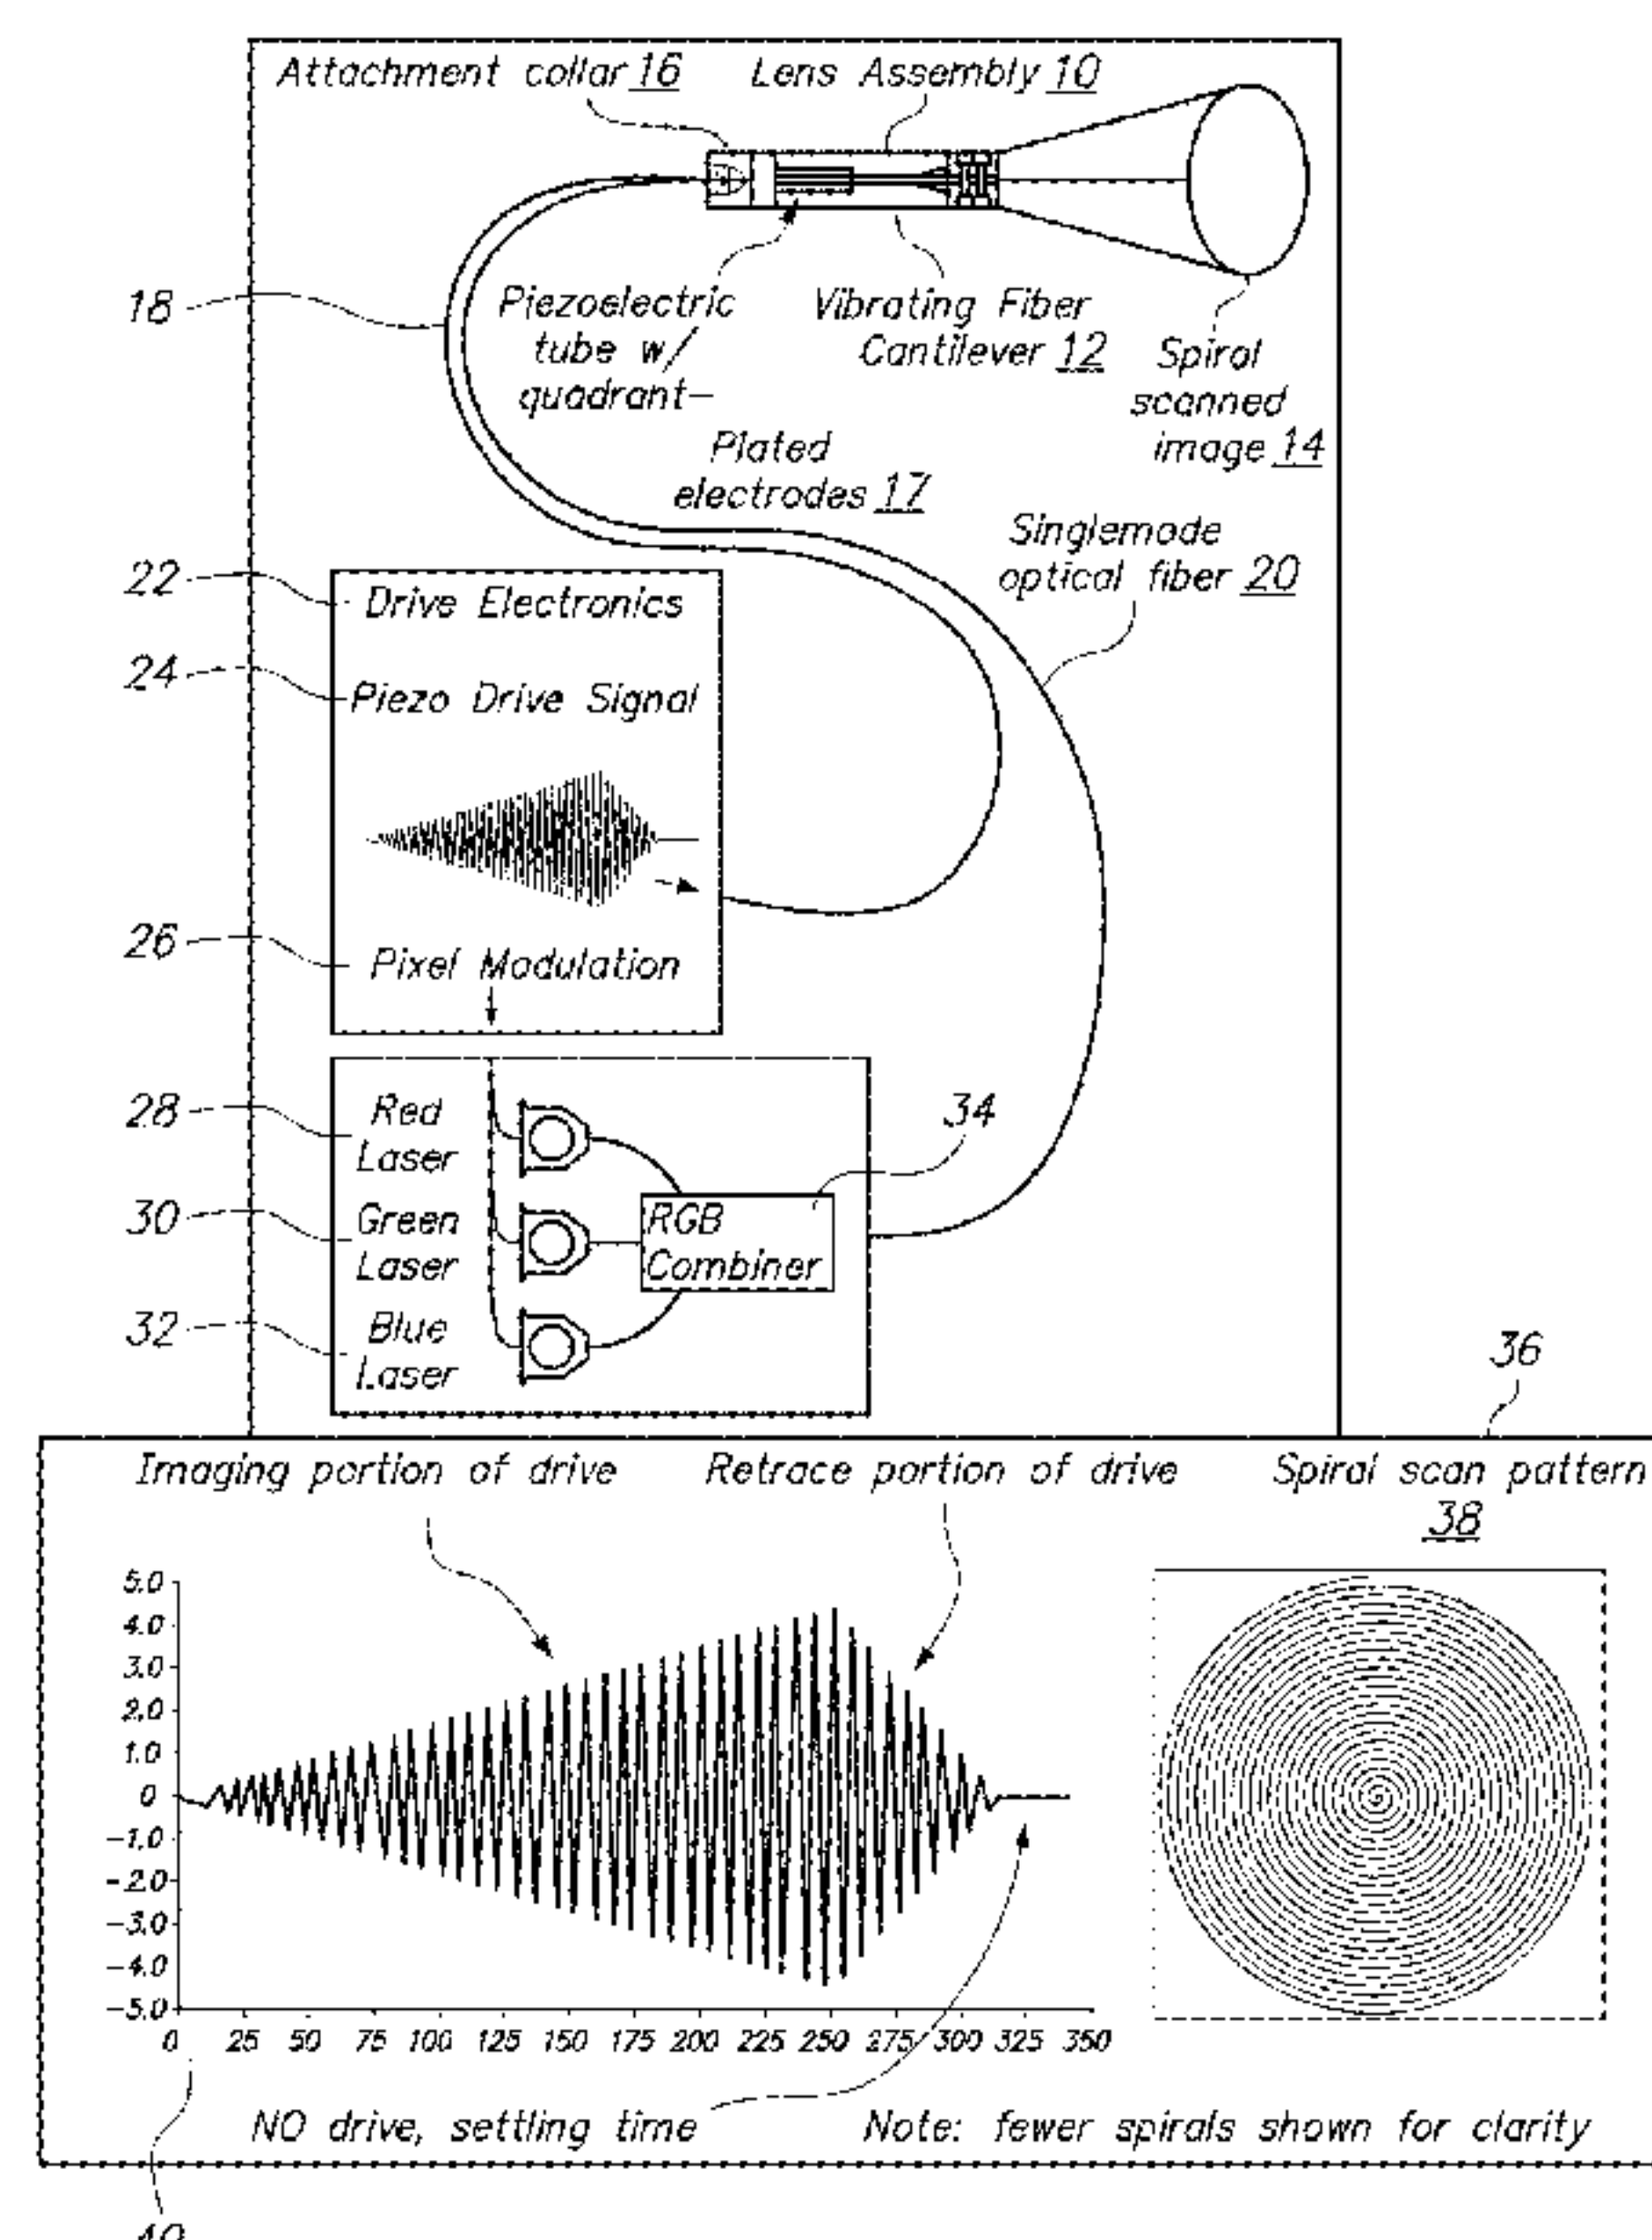 Attachment collar 16
Lens Assembly 10
18
Piezoelectric
tube w/
quadrant-
Plated
electrodes 17
Vibrating Fiber
Cantilever 12
Spiral
scanned
image 14
Singlemode
optical fiber 20
22
Drive Electronics
24
Piezo Drive Signal
26
Pixel Modulation
28
Red
Laser
30
Green
Laser
32
Blue
Laser
34
RGB
Combiner
36
Imaging portion of drive
Retrace portion of drive
Spiral scan pattern
38
5.0
4.0
3.0
2.0
1.0
0
-1.0
-2.0
-3.0
-4.0
-5.0
0 25 50 75 100 125 150 175 200 225 250 275 300 325 350
NO drive, settling time
Note: fewer spirals shown for clarity